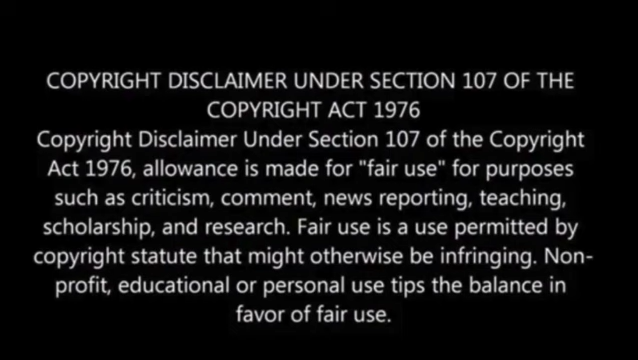 COPYRIGHT DISCLAIMER UNDER SECTION 107 OF THE
COPYRIGHT ACT 1976
Copyright Disclaimer Under Section 107 of the Copyright
Act 1976, allowance is made for "fair use" for purposes
such as criticism, comment, news reporting, teaching,
scholarship, and research. Fair use is a use permitted by
copyright statute that might otherwise be infringing. Non-
profit, educational or personal use tips the balance in
favor of fair use.